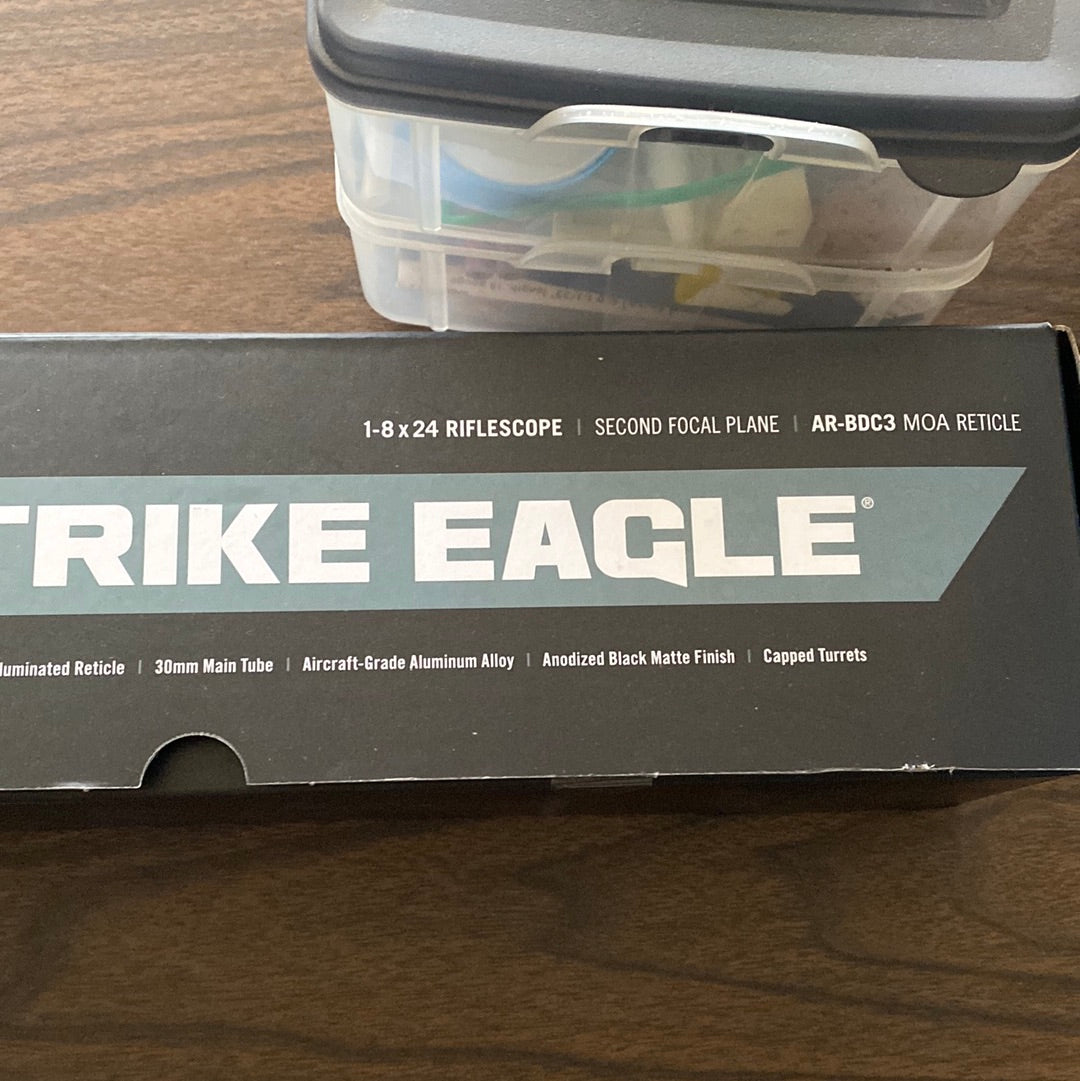 1-8 x 24 RIFLESCOPE | SECOND FOCAL PLANE | AR-BDC3 MOA RETICLE
TRIKE EAGLE®
luminated Reticle | 30mm Main Tube | Aircraft-Grade Aluminum Alloy | Anodized Black Matte Finish | Capped Turrets